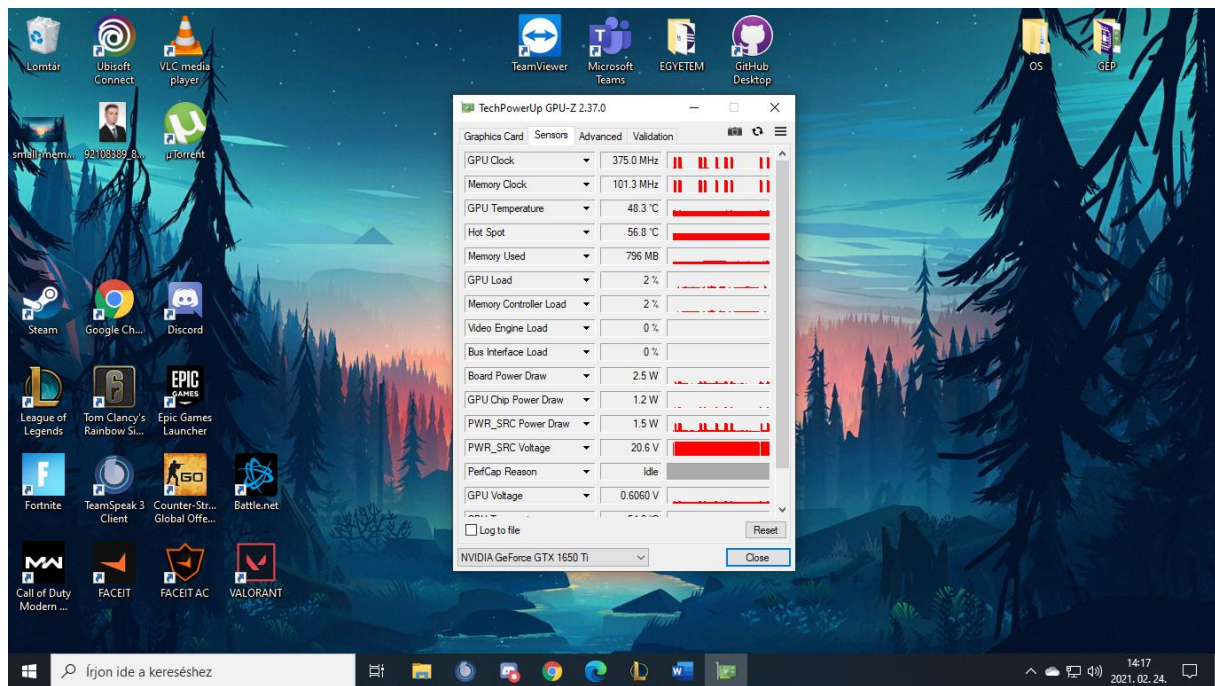 Lomtár
Ubisoft
Connect
VLC media
player
TeamViewer
Microsoft
Teams
EGYETEM
GitHub
Desktop
OS
GÉP
small-mem...
92108389_8...
µTorrent
Steam
Google Ch...
Discord
League of
Legends
Tom Clancy's
Rainbow Si...
EPIC
GAMES
Epic Games
Launcher
Fortnite
TeamSpeak 3
Client
GO
Counter-Str...
Global Offe...
Battle.net
MW
Call of Duty
Modern ...
FACEIT
FACEIT AC
VALORANT
TechPowerUp GPU-Z 2.37.0
Graphics Card Sensors Advanced Validation
GPU Clock 375.0 MHz
Memory Clock 101.3 MHz
GPU Temperature 48.3 °C
Hot Spot 56.8 °C
Memory Used 796 MB
GPU Load 2 %
Memory Controller Load 2 %
Video Engine Load 0 %
Bus Interface Load 0 %
Board Power Draw 2.5 W
GPU Chip Power Draw 1.2 W
PWR_SRC Power Draw 1.5 W
PWR_SRC Voltage 20.6 V
PerfCap Reason Idle
GPU Voltage 0.6060 V
Log to file
Reset
NVIDIA GeForce GTX 1650 Ti
Close
Írjon ide a kereséshez
14:17
2021. 02. 24.